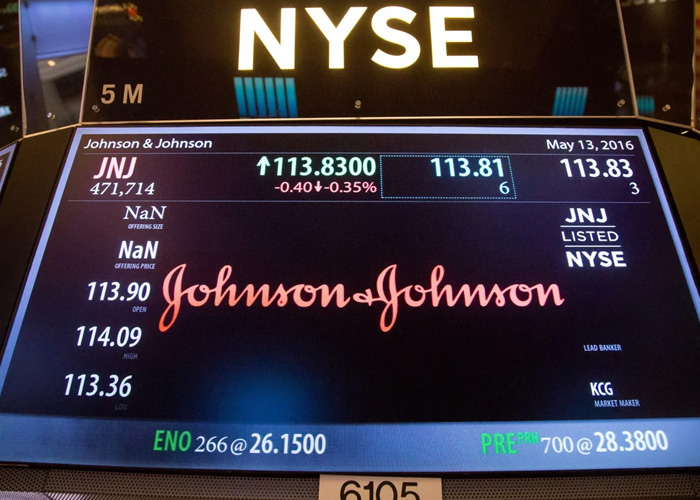 NYSE
5 M
Johnson & Johnson May 13, 2016
JNJ ↑113.8300 113.81 113.83
471,714 -0.40↓-0.35% 6 3
NaN
OFFERING SIZE
NaN
OFFERING PRICE
113.90
OPEN
114.09
HIGH
113.36
LOW
Johnson & Johnson
JNJ
LISTED
NYSE
LEAD BANKER
KCG
MARKET MAKER
ENO 266 @ 26.1500 PRE PRH 700 @ 28.3800
6105